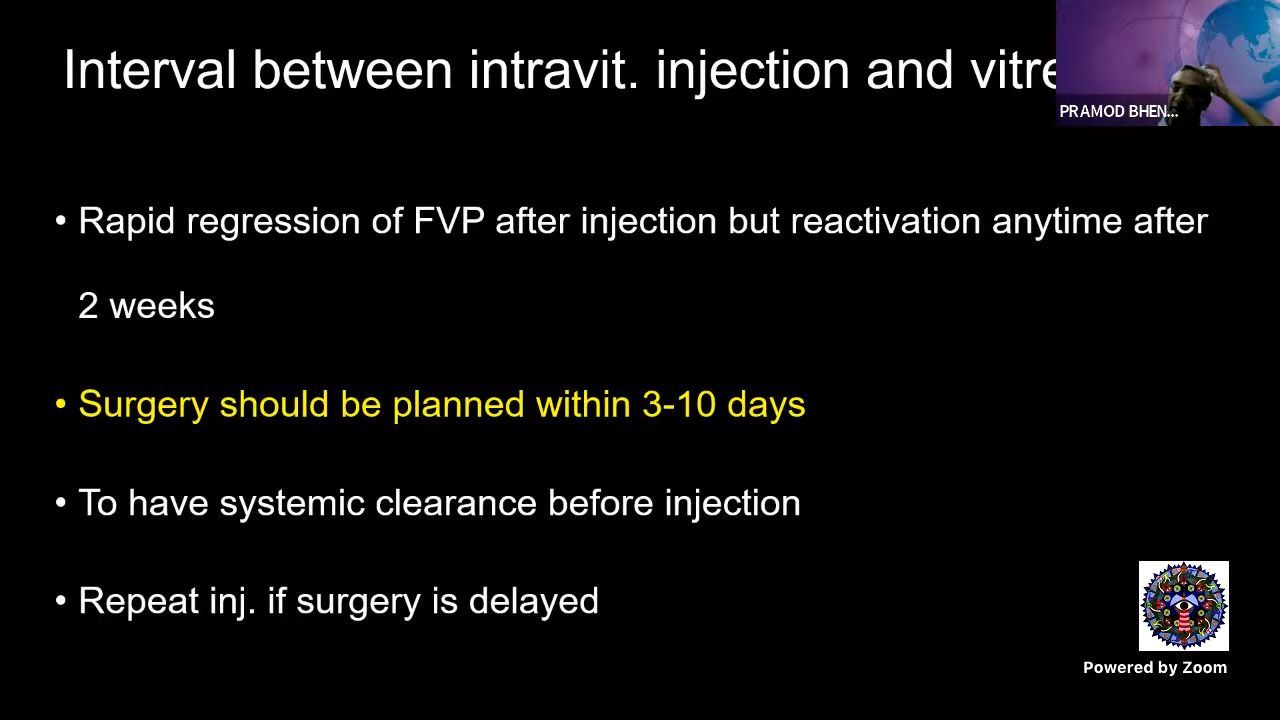 Interval between intravit. injection and vitre
PRAMOD BHEN...
• Rapid regression of FVP after injection but reactivation anytime after
2 weeks
• Surgery should be planned within 3-10 days
• To have systemic clearance before injection
• Repeat inj. if surgery is delayed
Powered by Zoom